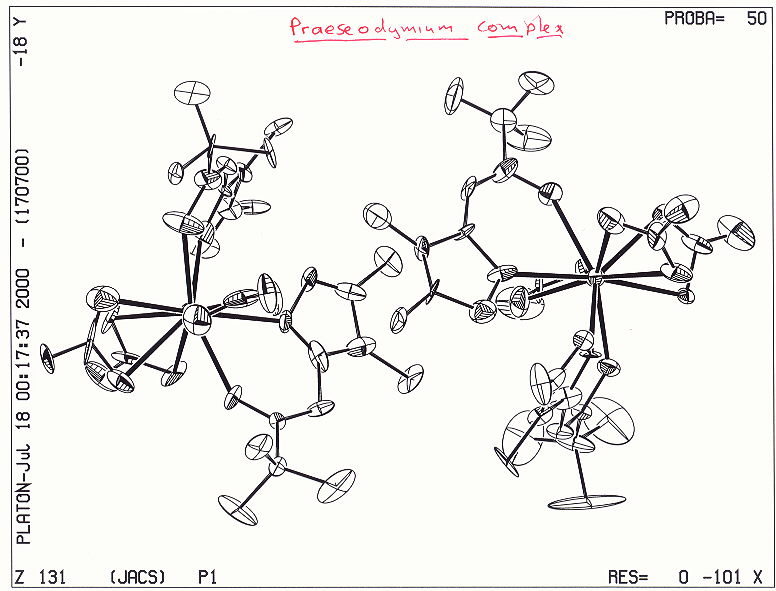 Praeseodymium complex
PROBA= 50
-18 Y
PLATON-Jul 18 00:17:37 2000 - (170700)
Z 131 (JACS) P1 RES= 0 -101 X